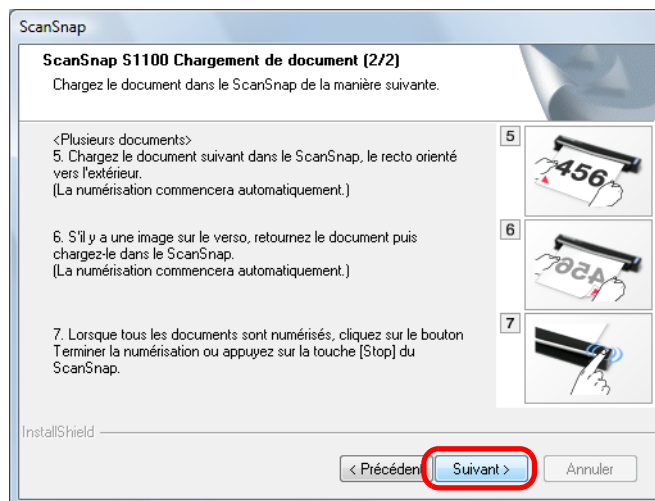 ScanSnap
ScanSnap S1100 Chargement de document (2/2)
Chargez le document dans le ScanSnap de la manière suivante.
<Plusieurs documents>
5. Chargez le document suivant dans le ScanSnap, le recto orienté
vers l'extérieur.
(La numérisation commencera automatiquement.)
5
456
6. S'il y a une image sur le verso, retournez le document puis
chargez-le dans le ScanSnap.
(La numérisation commencera automatiquement.)
6
456
7. Lorsque tous les documents sont numérisés, cliquez sur le bouton
Terminer la numérisation ou appuyez sur la touche [Stop] du
ScanSnap.
7
InstallShield
< Précéden
Suivant >
Annuler